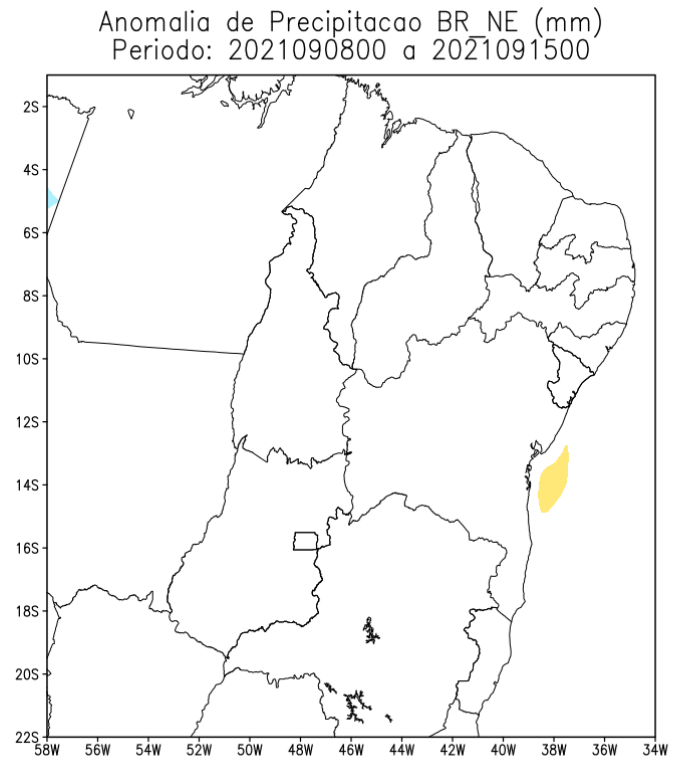 Anomalia de Precipitacao BR_NE (mm)
Periodo: 2021090800 a 2021091500
2S
4S
6S
8S
10S
12S
14S
16S
18S
20S
22S
58W 56W 54W 52W 50W 48W 46W 44W 42W 40W 38W 36W 34W